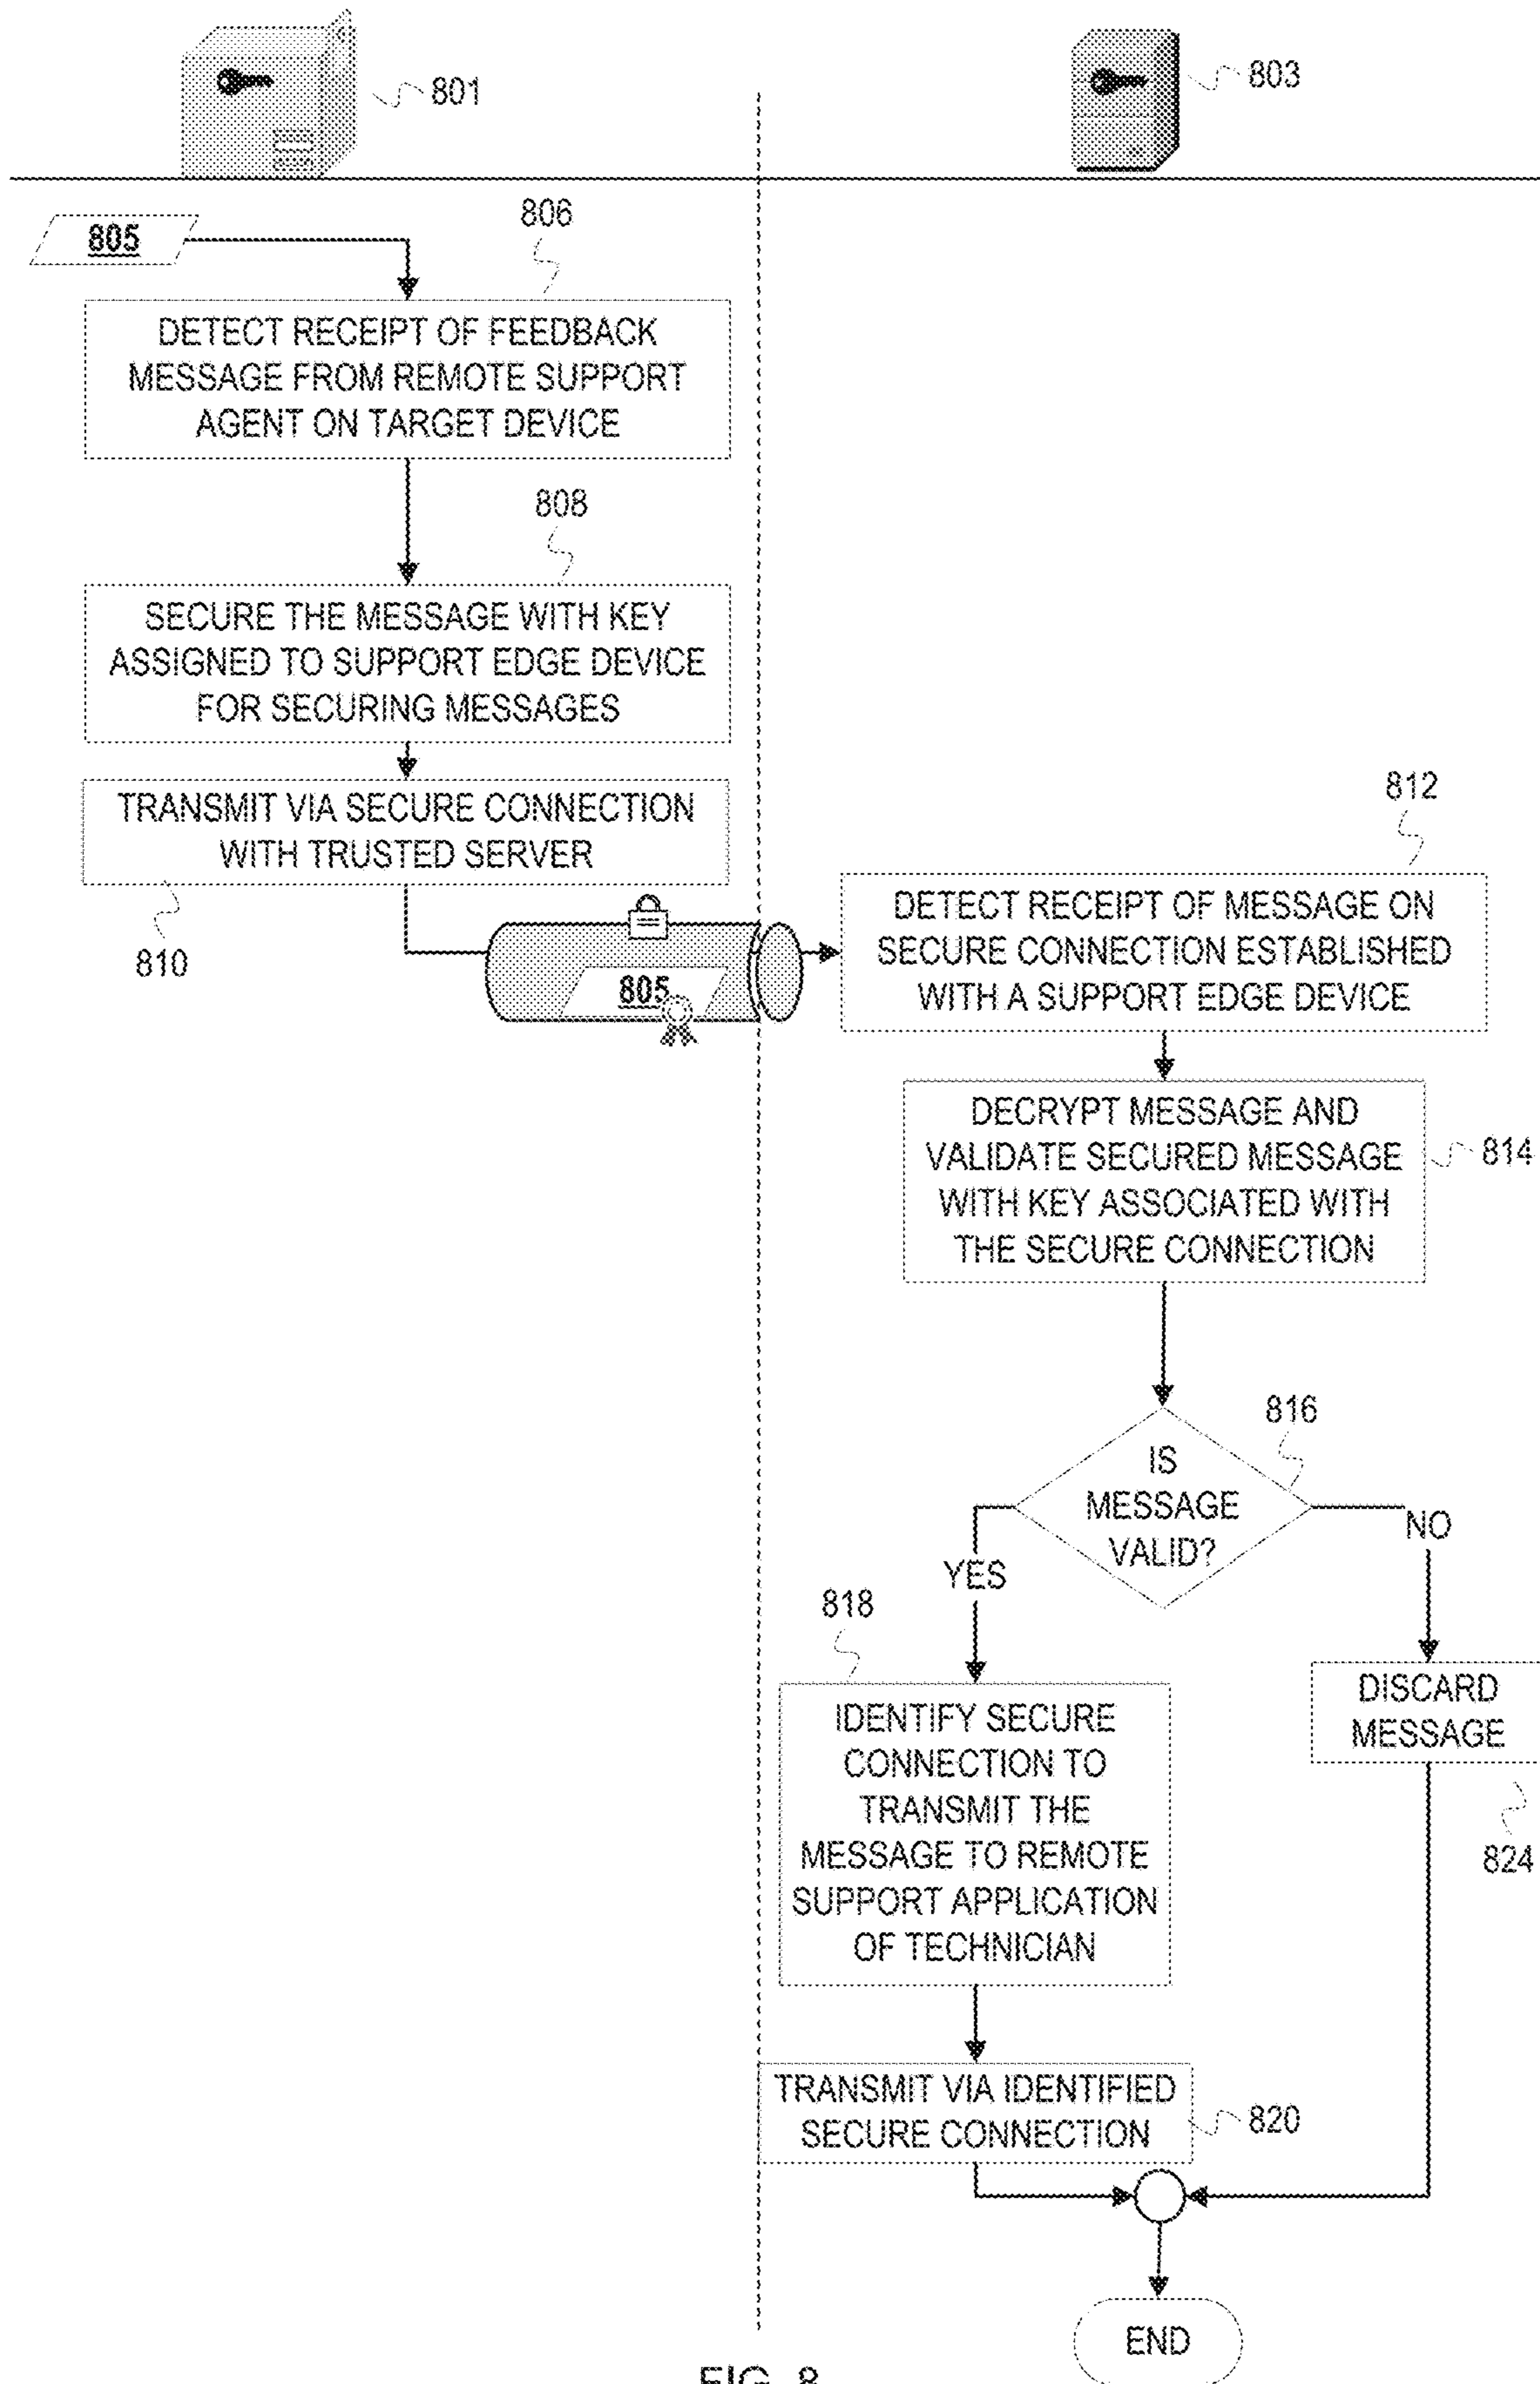 801
803
805
806
DETECT RECEIPT OF FEEDBACK
MESSAGE FROM REMOTE SUPPORT
AGENT ON TARGET DEVICE
808
SECURE THE MESSAGE WITH KEY
ASSIGNED TO SUPPORT EDGE DEVICE
FOR SECURING MESSAGES
TRANSMIT VIA SECURE CONNECTION
WITH TRUSTED SERVER
810
805
812
DETECT RECEIPT OF MESSAGE ON
SECURE CONNECTION ESTABLISHED
WITH A SUPPORT EDGE DEVICE
DECRYPT MESSAGE AND
VALIDATE SECURED MESSAGE
WITH KEY ASSOCIATED WITH
THE SECURE CONNECTION
814
816
IS
MESSAGE
VALID?
YES
NO
818
IDENTIFY SECURE
CONNECTION TO
TRANSMIT THE
MESSAGE TO REMOTE
SUPPORT APPLICATION
OF TECHNICIAN
DISCARD
MESSAGE
824
TRANSMIT VIA IDENTIFIED
SECURE CONNECTION
820
END
FIG. 8